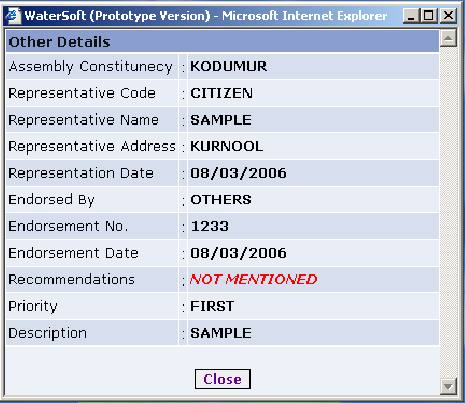 WaterSoft (Prototype Version) - Microsoft Internet Explorer
Other Details
Assembly Constitunecy : KODUMUR
Representative Code : CITIZEN
Representative Name : SAMPLE
Representative Address : KURNOOL
Representation Date : 08/03/2006
Endorsed By : OTHERS
Endorsement No. : 1233
Endorsement Date : 08/03/2006
Recommendations : NOT MENTIONED
Priority : FIRST
Description : SAMPLE
Close